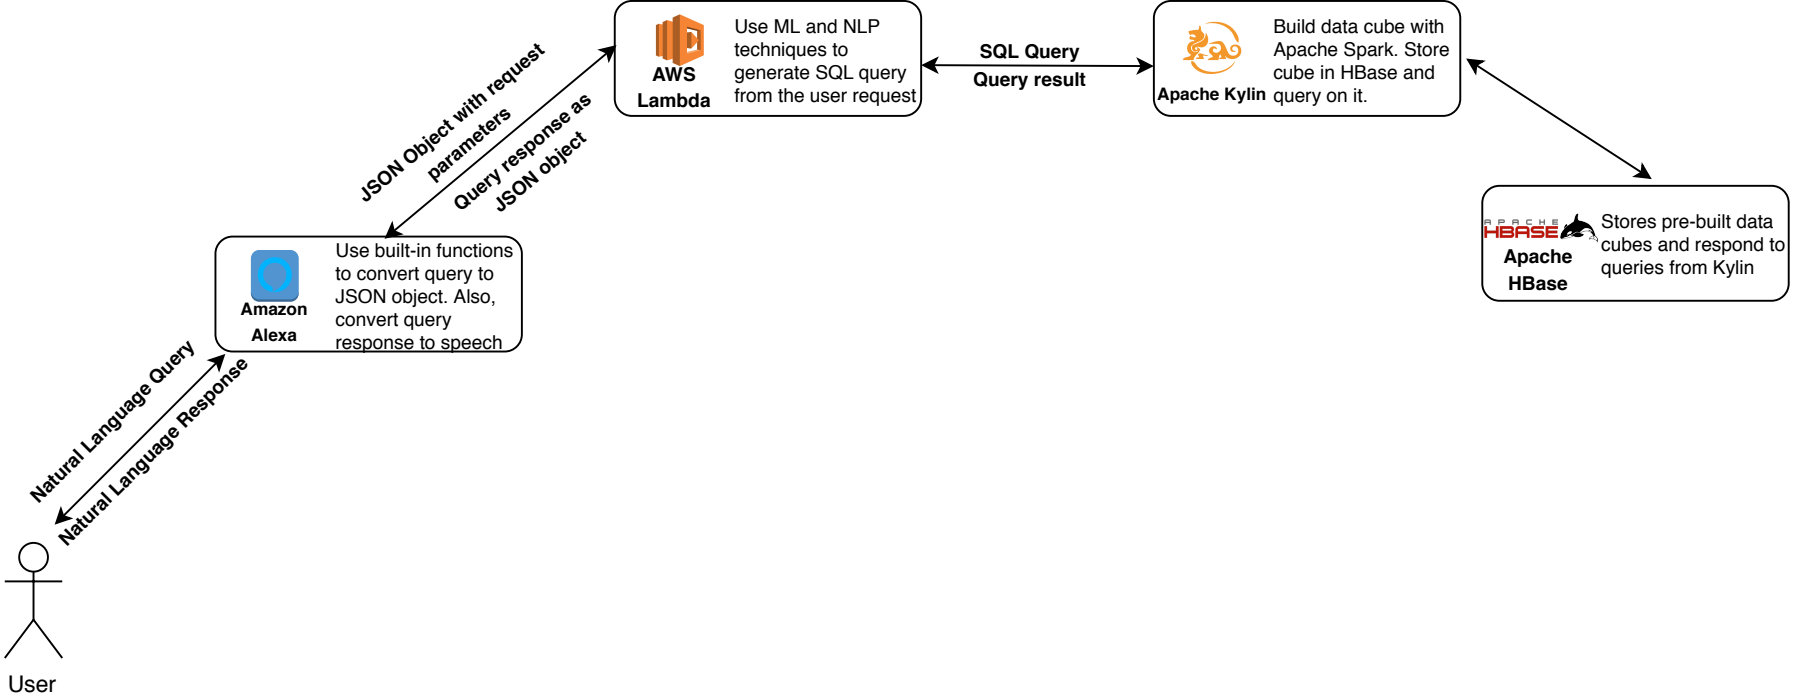 Use ML and NLP
techniques to
generate SQL query
from the user request
AWS
Lambda
SQL Query
Query result
Build data cube with
Apache Spark. Store
cube in HBase and
query on it.
Apache Kylin
JSON Object with request
parameters
Query response as
JSON object
APACHE
HBASE
Apache
HBase
Stores pre-built data
cubes and respond to
queries from Kylin
Use built-in functions
to convert query to
JSON object. Also,
convert query
response to speech
Amazon
Alexa
Natural Language Query
Natural Language Response
User